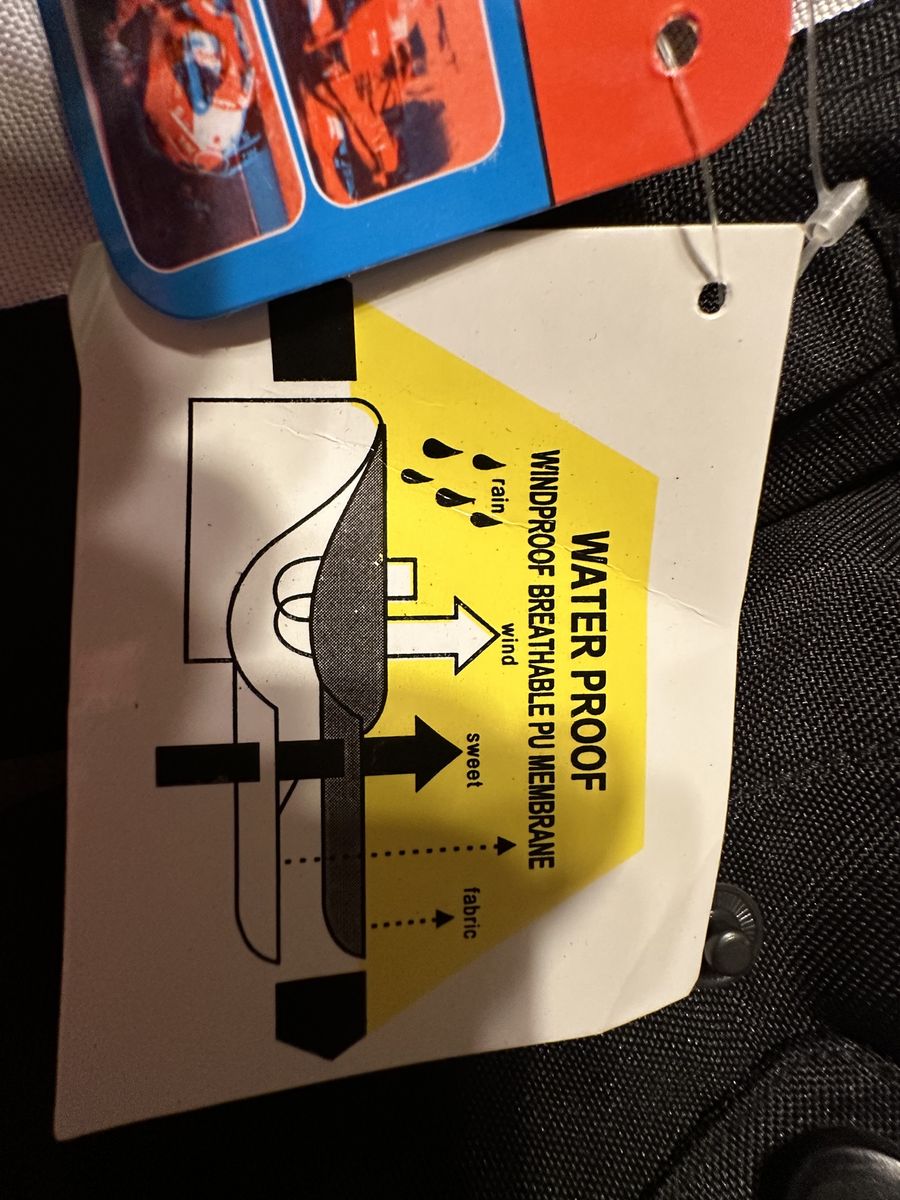 WATER PROOF
WINDPROOF BREATHABLE PU MEMBRANE
rain
wind
sweet
fabric